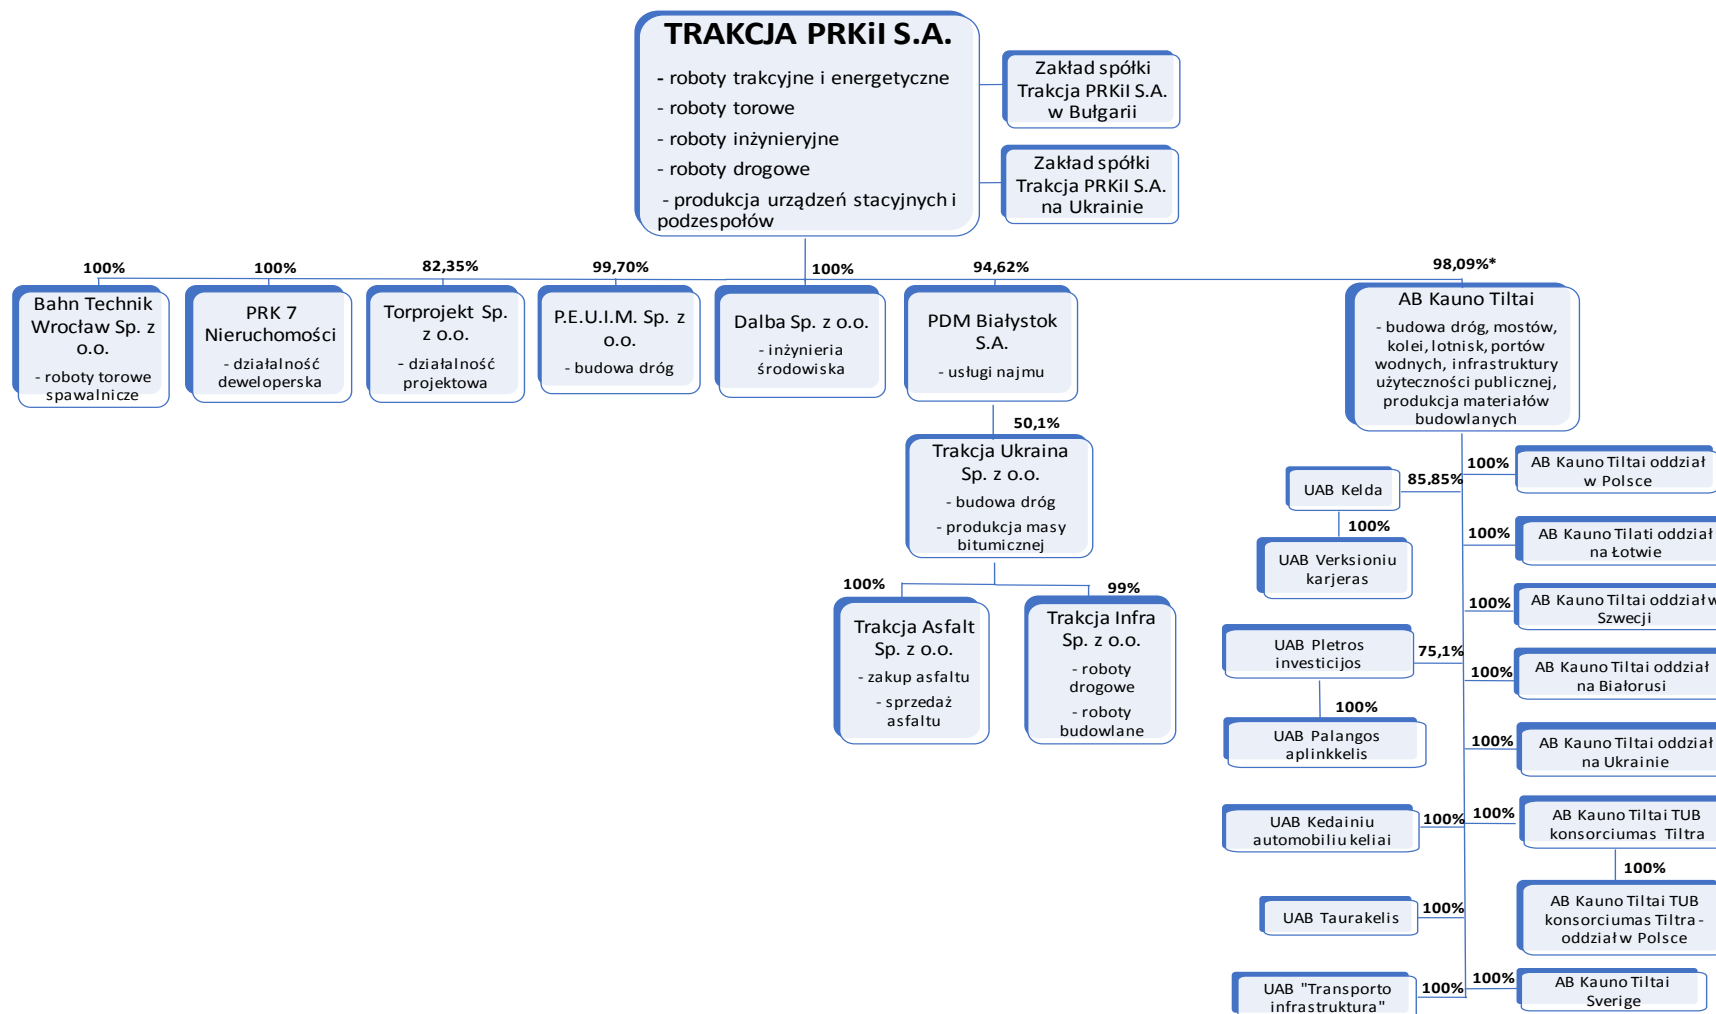 TRAKCJA PRKiI S.A.
- roboty trakcyjne i energetyczne
- roboty torowe
- roboty inżynieryjne
- roboty drogowe
- produkcja urządzeń stacyjnych i
podzespołów
Zakład spółki
Trakcja PRKiI S.A.
w Bułgarii
Zakład spółki
Trakcja PRKiI S.A.
na Ukrainie
100%
Bahn Technik
Wrocław Sp. z
o.o.
- roboty torowe
spawalnicze
100%
PRK 7
Nieruchomości
- działalność
deweloperska
82,35%
Torprojekt Sp.
z o.o.
- działalność
projektowa
99,70%
P.E.U.I.M. Sp. z
o.o.
- budowa dróg
100%
Dalba Sp. z o.o.
- inżynieria
środowiska
94,62%
PDM Białystok
S.A.
- usługi najmu
98,09%*
AB Kauno Tiltai
- budowa dróg, mostów,
kolei, lotnisk, portów
wodnych, infrastruktury
użyteczności publicznej,
produkcja materiałów
budowlanych
50,1%
Trakcja Ukraina
Sp. z o.o.
- budowa dróg
- produkcja masy
bitumicznej
100%
Trakcja Asfalt
Sp. z o.o.
- zakup asfaltu
- sprzedaż
asfaltu
99%
Trakcja Infra
Sp. z o.o.
- roboty
drogowe
- roboty
budowlane
85,85%
UAB Kelda
100%
UAB Verksioniu
karjeras
75,1%
UAB Pletros
investicijos
100%
UAB Palangos
aplinkkelis
100%
UAB Kedainiu
automobiliu keliai
100%
UAB Taurakelis
100%
UAB "Transporto
infrastruktura"
100%
AB Kauno Tiltai oddział
w Polsce
100%
AB Kauno Tilati oddział
na Łotwie
100%
AB Kauno Tiltai oddział w
Szwecji
100%
AB Kauno Tiltai oddział
na Białorusi
100%
AB Kauno Tiltai oddział
na Ukrainie
100%
AB Kauno Tiltai TUB
konsorciumas Tiltra
100%
AB Kauno Tiltai TUB
konsorciumas Tiltra -
oddział w Polsce
100%
AB Kauno Tiltai
Sverige